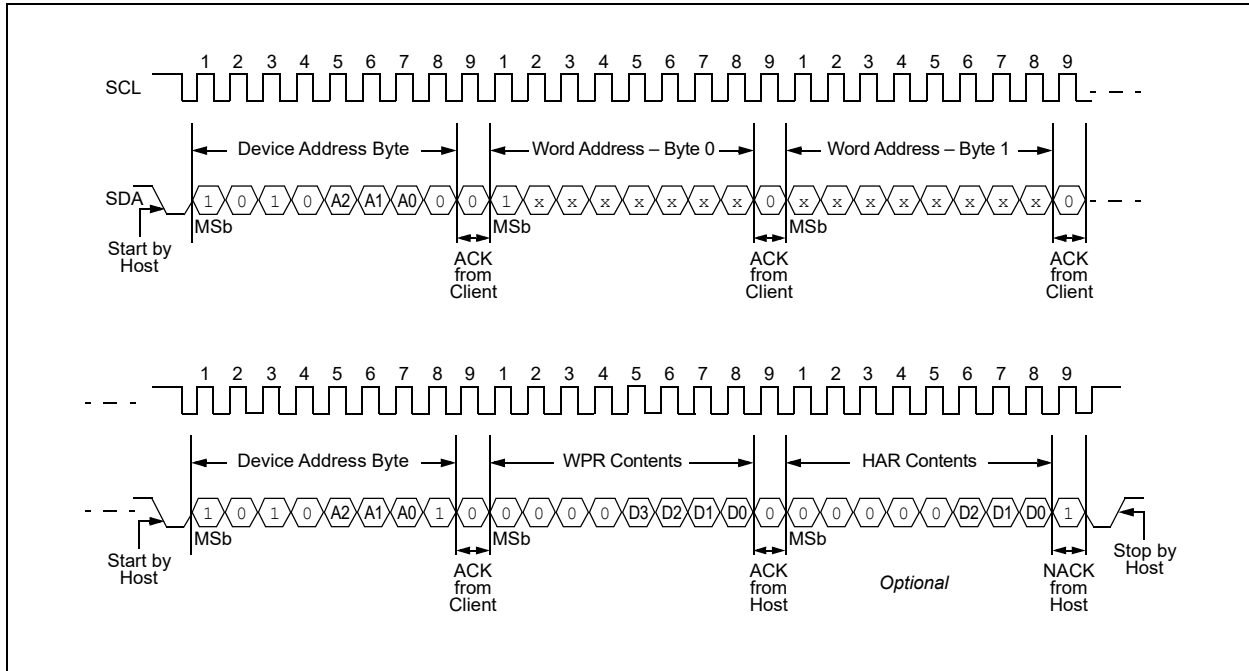 1 2 3 4 5 6 7 8 9 1 2 3 4 5 6 7 8 9 1 2 3 4 5 6 7 8 9
SCL
Device Address Byte
Word Address – Byte 0
Word Address – Byte 1
SDA
1 0 1 0 A2 A1 A0 0 0 1 x x x x x x x 0 x x x x x x x x 0
MSb
MSb
MSb
Start by
Host
ACK
from
Client
ACK
from
Client
ACK
from
Client
1 2 3 4 5 6 7 8 9 1 2 3 4 5 6 7 8 9 1 2 3 4 5 6 7 8 9
Device Address Byte
WPR Contents
HAR Contents
1 0 1 0 A2 A1 A0 1 0 0 0 0 0 D3 D2 D1 D0 0 0 0 0 0 0 D2 D1 D0 1
MSb
MSb
MSb
Start by
Host
ACK
from
Client
ACK
from
Host
Optional
NACK
from
Host
Stop by
Host